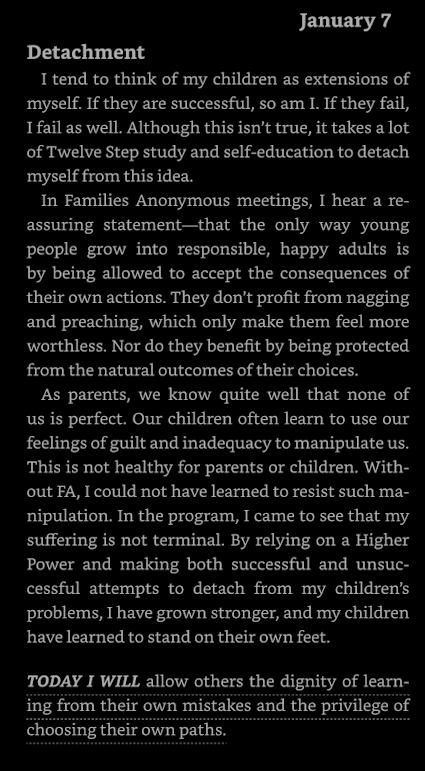 January 7
Detachment
I tend to think of my children as extensions of
myself. If they are successful, so am I. If they fail,
I fail as well. Although this isn't true, it takes a lot
of Twelve Step study and self-education to detach
myself from this idea.
In Families Anonymous meetings, I hear a re-
assuring statement—that the only way young
people grow into responsible, happy adults is
by being allowed to accept the consequences of
their own actions. They don't profit from nagging
and preaching, which only make them feel more
worthless. Nor do they benefit by being protected
from the natural outcomes of their choices.
As parents, we know quite well that none of
us is perfect. Our children often learn to use our
feelings of guilt and inadequacy to manipulate us.
This is not healthy for parents or children. With-
out FA, I could not have learned to resist such ma-
nipulation. In the program, I came to see that my
suffering is not terminal. By relying on a Higher
Power and making both successful and unsuc-
cessful attempts to detach from my children's
problems, I have grown stronger, and my children
have learned to stand on their own feet.
TODAY I WILL allow others the dignity of learn-
ing from their own mistakes and the privilege of
choosing their own paths.